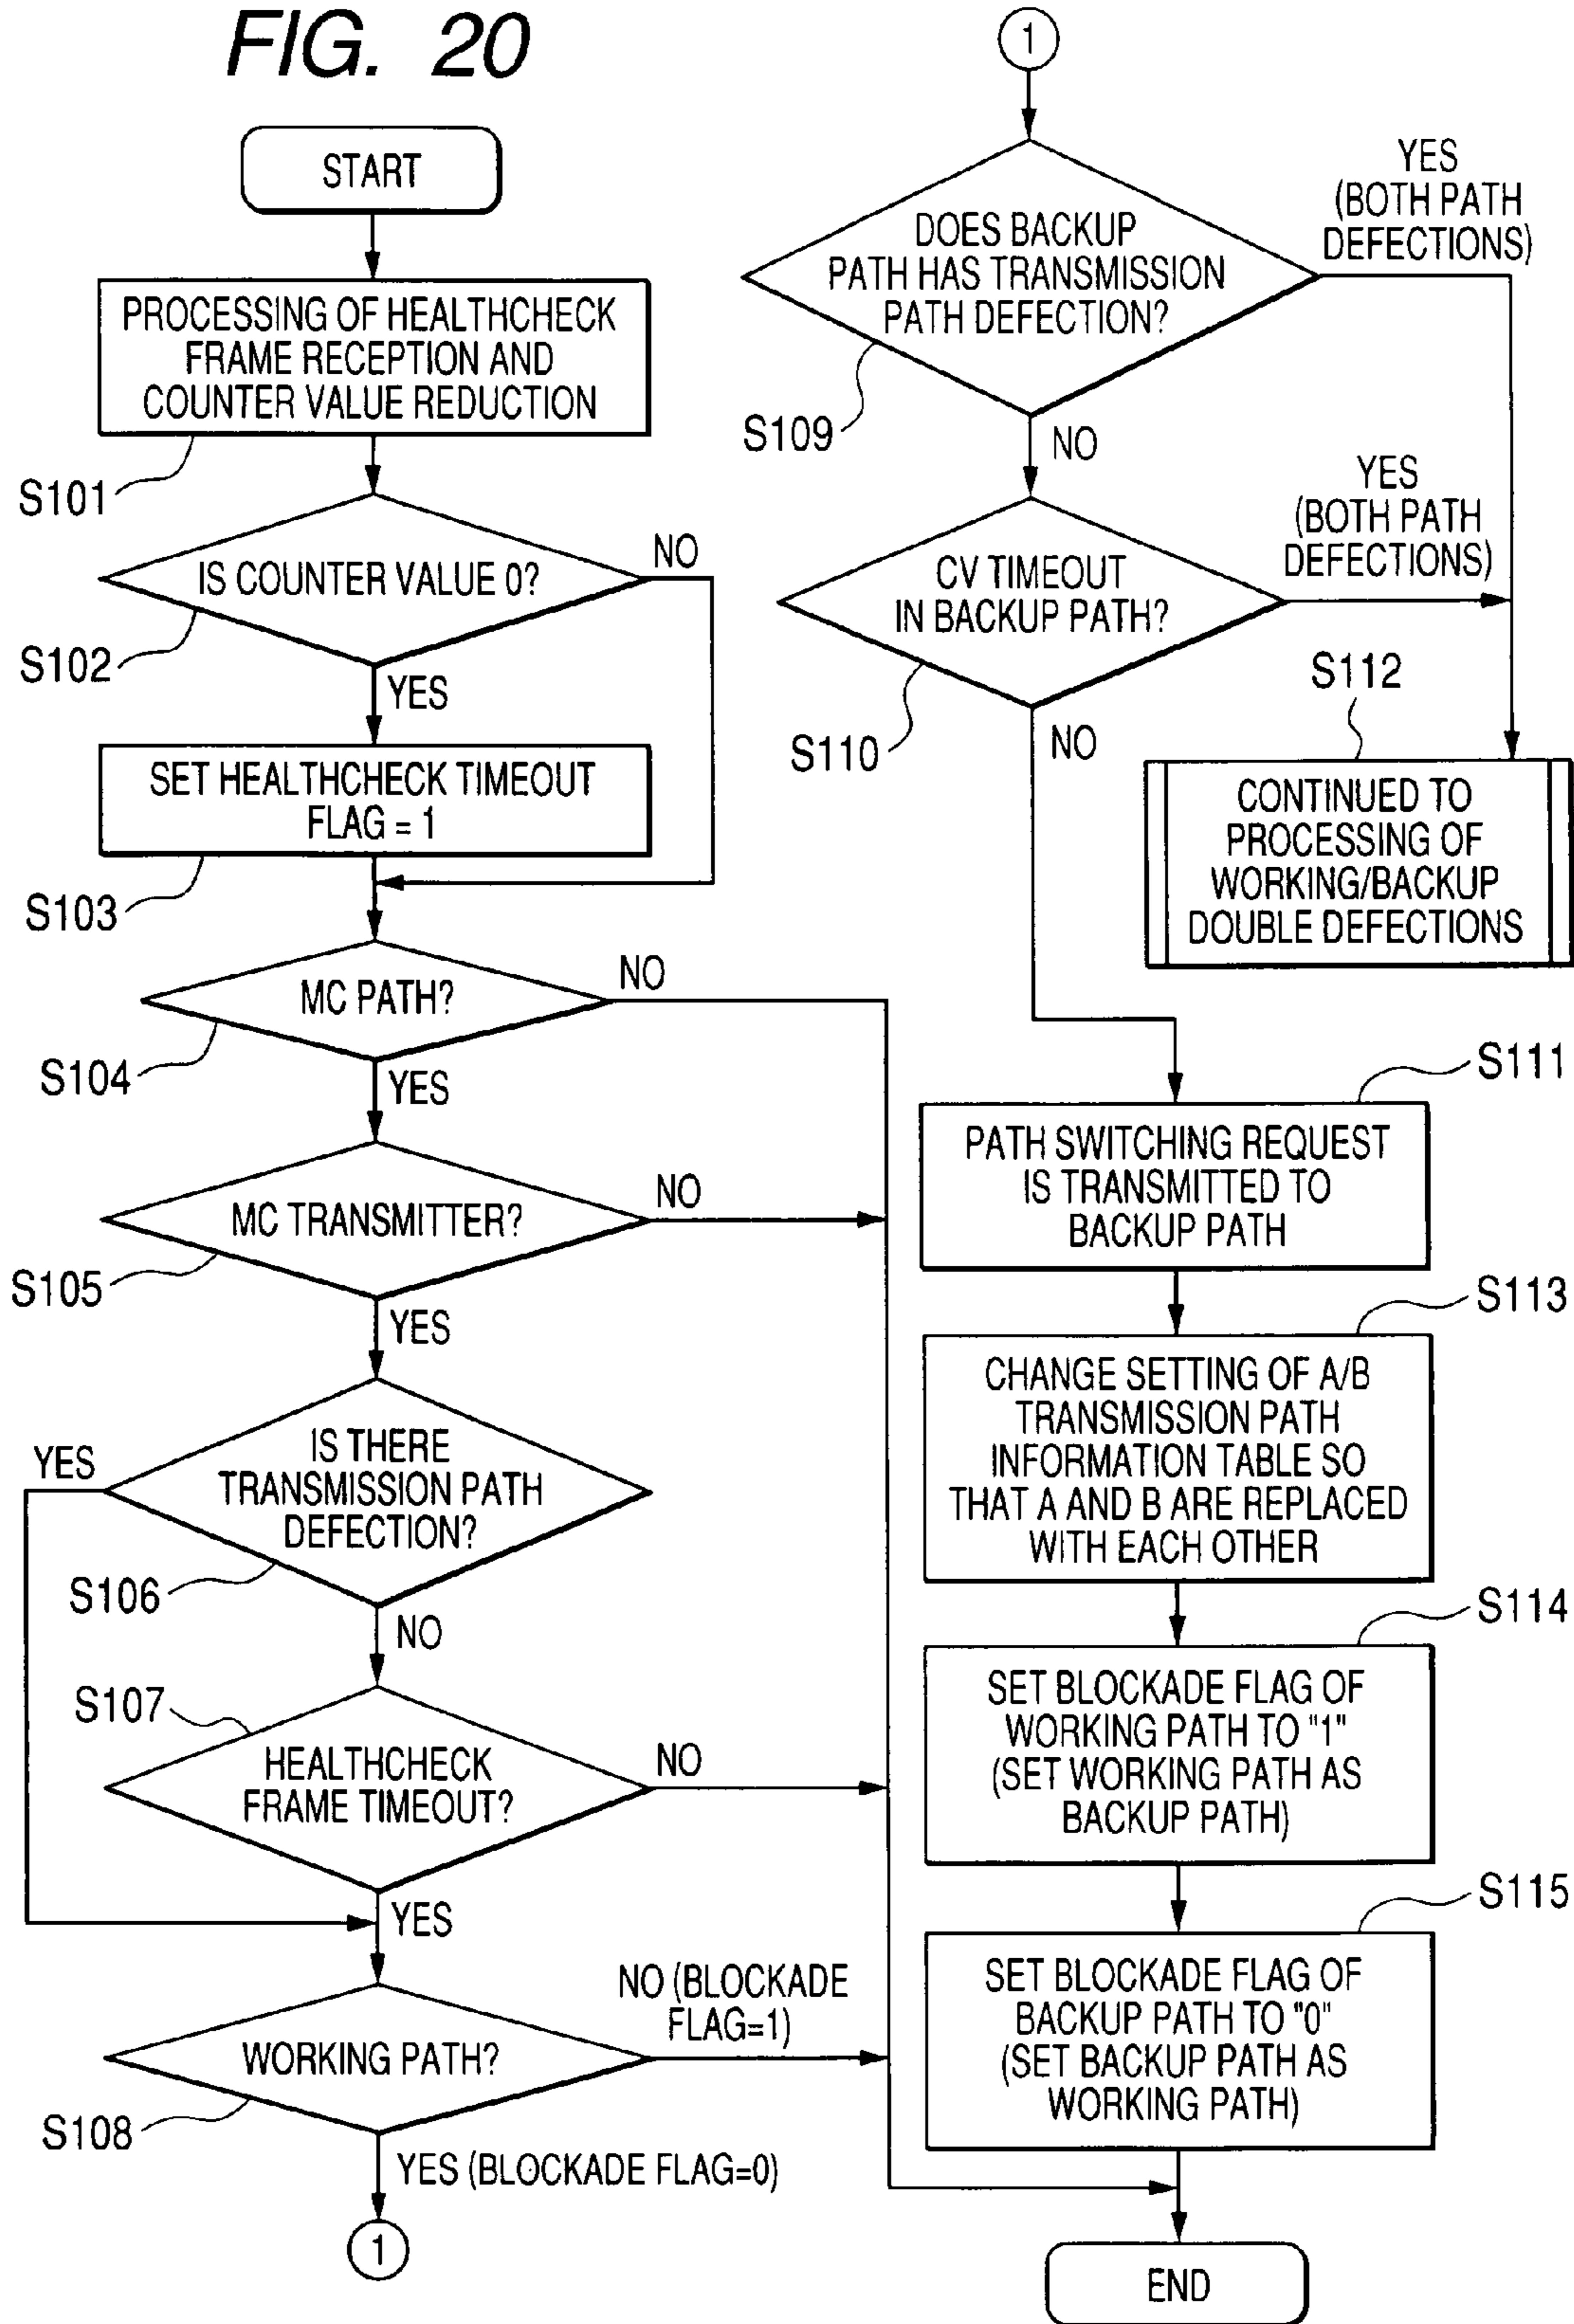 FIG. 20
START
PROCESSING OF HEALTHCHECK
FRAME RECEPTION AND
COUNTER VALUE REDUCTION
S101
IS COUNTER VALUE 0?
NO
S102
YES
SET HEALTHCHECK TIMEOUT
FLAG = 1
S103
MC PATH?
NO
S104
YES
MC TRANSMITTER?
NO
S105
YES
IS THERE
TRANSMISSION PATH
DEFECTION?
YES
S106
NO
S107
HEALTHCHECK
FRAME TIMEOUT?
NO
YES
WORKING PATH?
NO (BLOCKADE
FLAG=1)
S108
YES (BLOCKADE FLAG=0)
1
1
DOES BACKUP
PATH HAS TRANSMISSION
PATH DEFECTION?
YES
(BOTH PATH
DEFECTIONS)
S109
NO
CV TIMEOUT
IN BACKUP PATH?
YES
(BOTH PATH
DEFECTIONS)
S110
NO
S112
CONTINUED TO
PROCESSING OF
WORKING/BACKUP
DOUBLE DEFECTIONS
S111
PATH SWITCHING REQUEST
IS TRANSMITTED TO
BACKUP PATH
S113
CHANGE SETTING OF A/B
TRANSMISSION PATH
INFORMATION TABLE SO
THAT A AND B ARE REPLACED
WITH EACH OTHER
S114
SET BLOCKADE FLAG OF
WORKING PATH TO "1"
(SET WORKING PATH AS
BACKUP PATH)
S115
SET BLOCKADE FLAG OF
BACKUP PATH TO "0"
(SET BACKUP PATH AS
WORKING PATH)
END